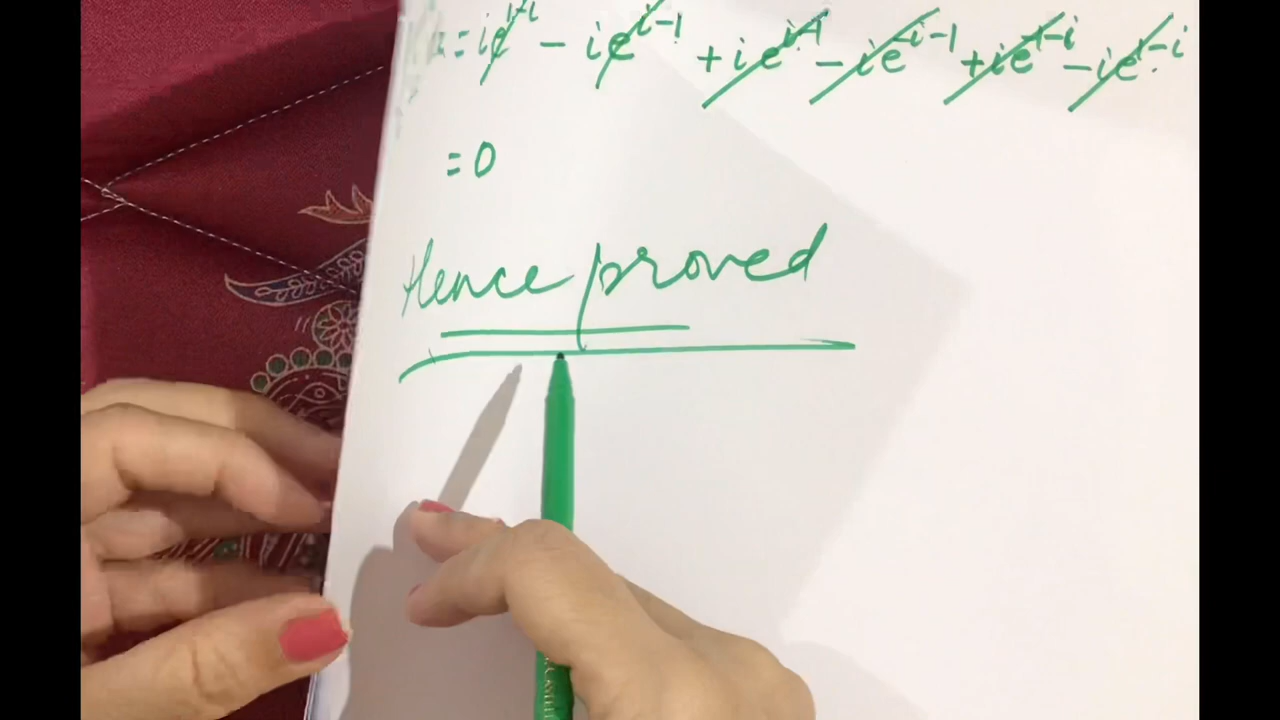 = ie^{1-i} - ie^{i-1} + ie^{i-1} - ie^{-i-1} + ie^{1-i} - ie^{1-i}
= 0
Hence proved